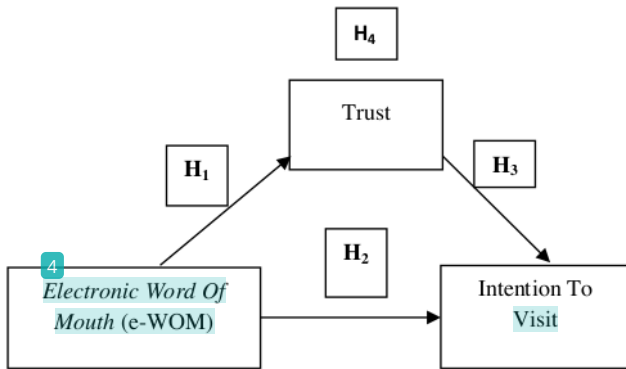 H₄
Trust
H₁
H₃
H₂
4
Electronic Word Of
Mouth (e-WOM)
Intention To
Visit